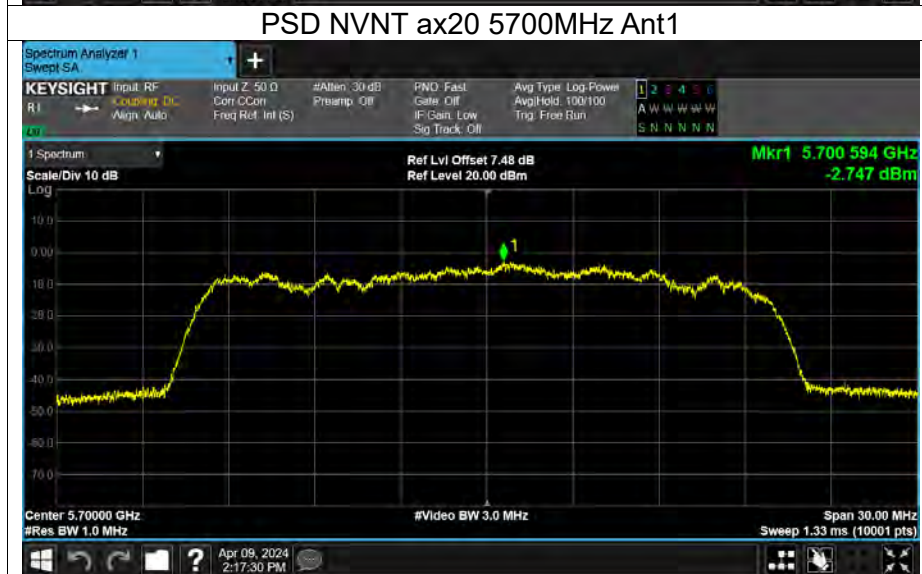 PSD NVNT ax20 5700MHz Ant1
Spectrum Analyzer 1
Swept SA
+
KEYSIGHT Input: RF Input Z: 50 Ω #Atten: 30 dB PNO: Fast Avg Type: Log-Power 1 2 3 4 5 6
Coupling: DC Corr CCorr Preamp: Off Gate: Off Avg|Hold: 100/100 A W W W W W
Align: Auto Freq Ref: Int (S) IF Gain: Low Trig: Free Run
Sig Track: Off S N N N N N
1 Spectrum Ref Lvl Offset 7.48 dB Mkr1 5.700 594 GHz
Scale/Div 10 dB Ref Level 20.00 dBm -2.747 dBm
Log
10.0
0.00
1
-10.0
-20.0
-30.0
-40.0
-50.0
-60.0
-70.0
Center 5.70000 GHz #Video BW 3.0 MHz Span 30.00 MHz
#Res BW 1.0 MHz Sweep 1.33 ms (10001 pts)
? Apr 09, 2024
2:17:30 PM